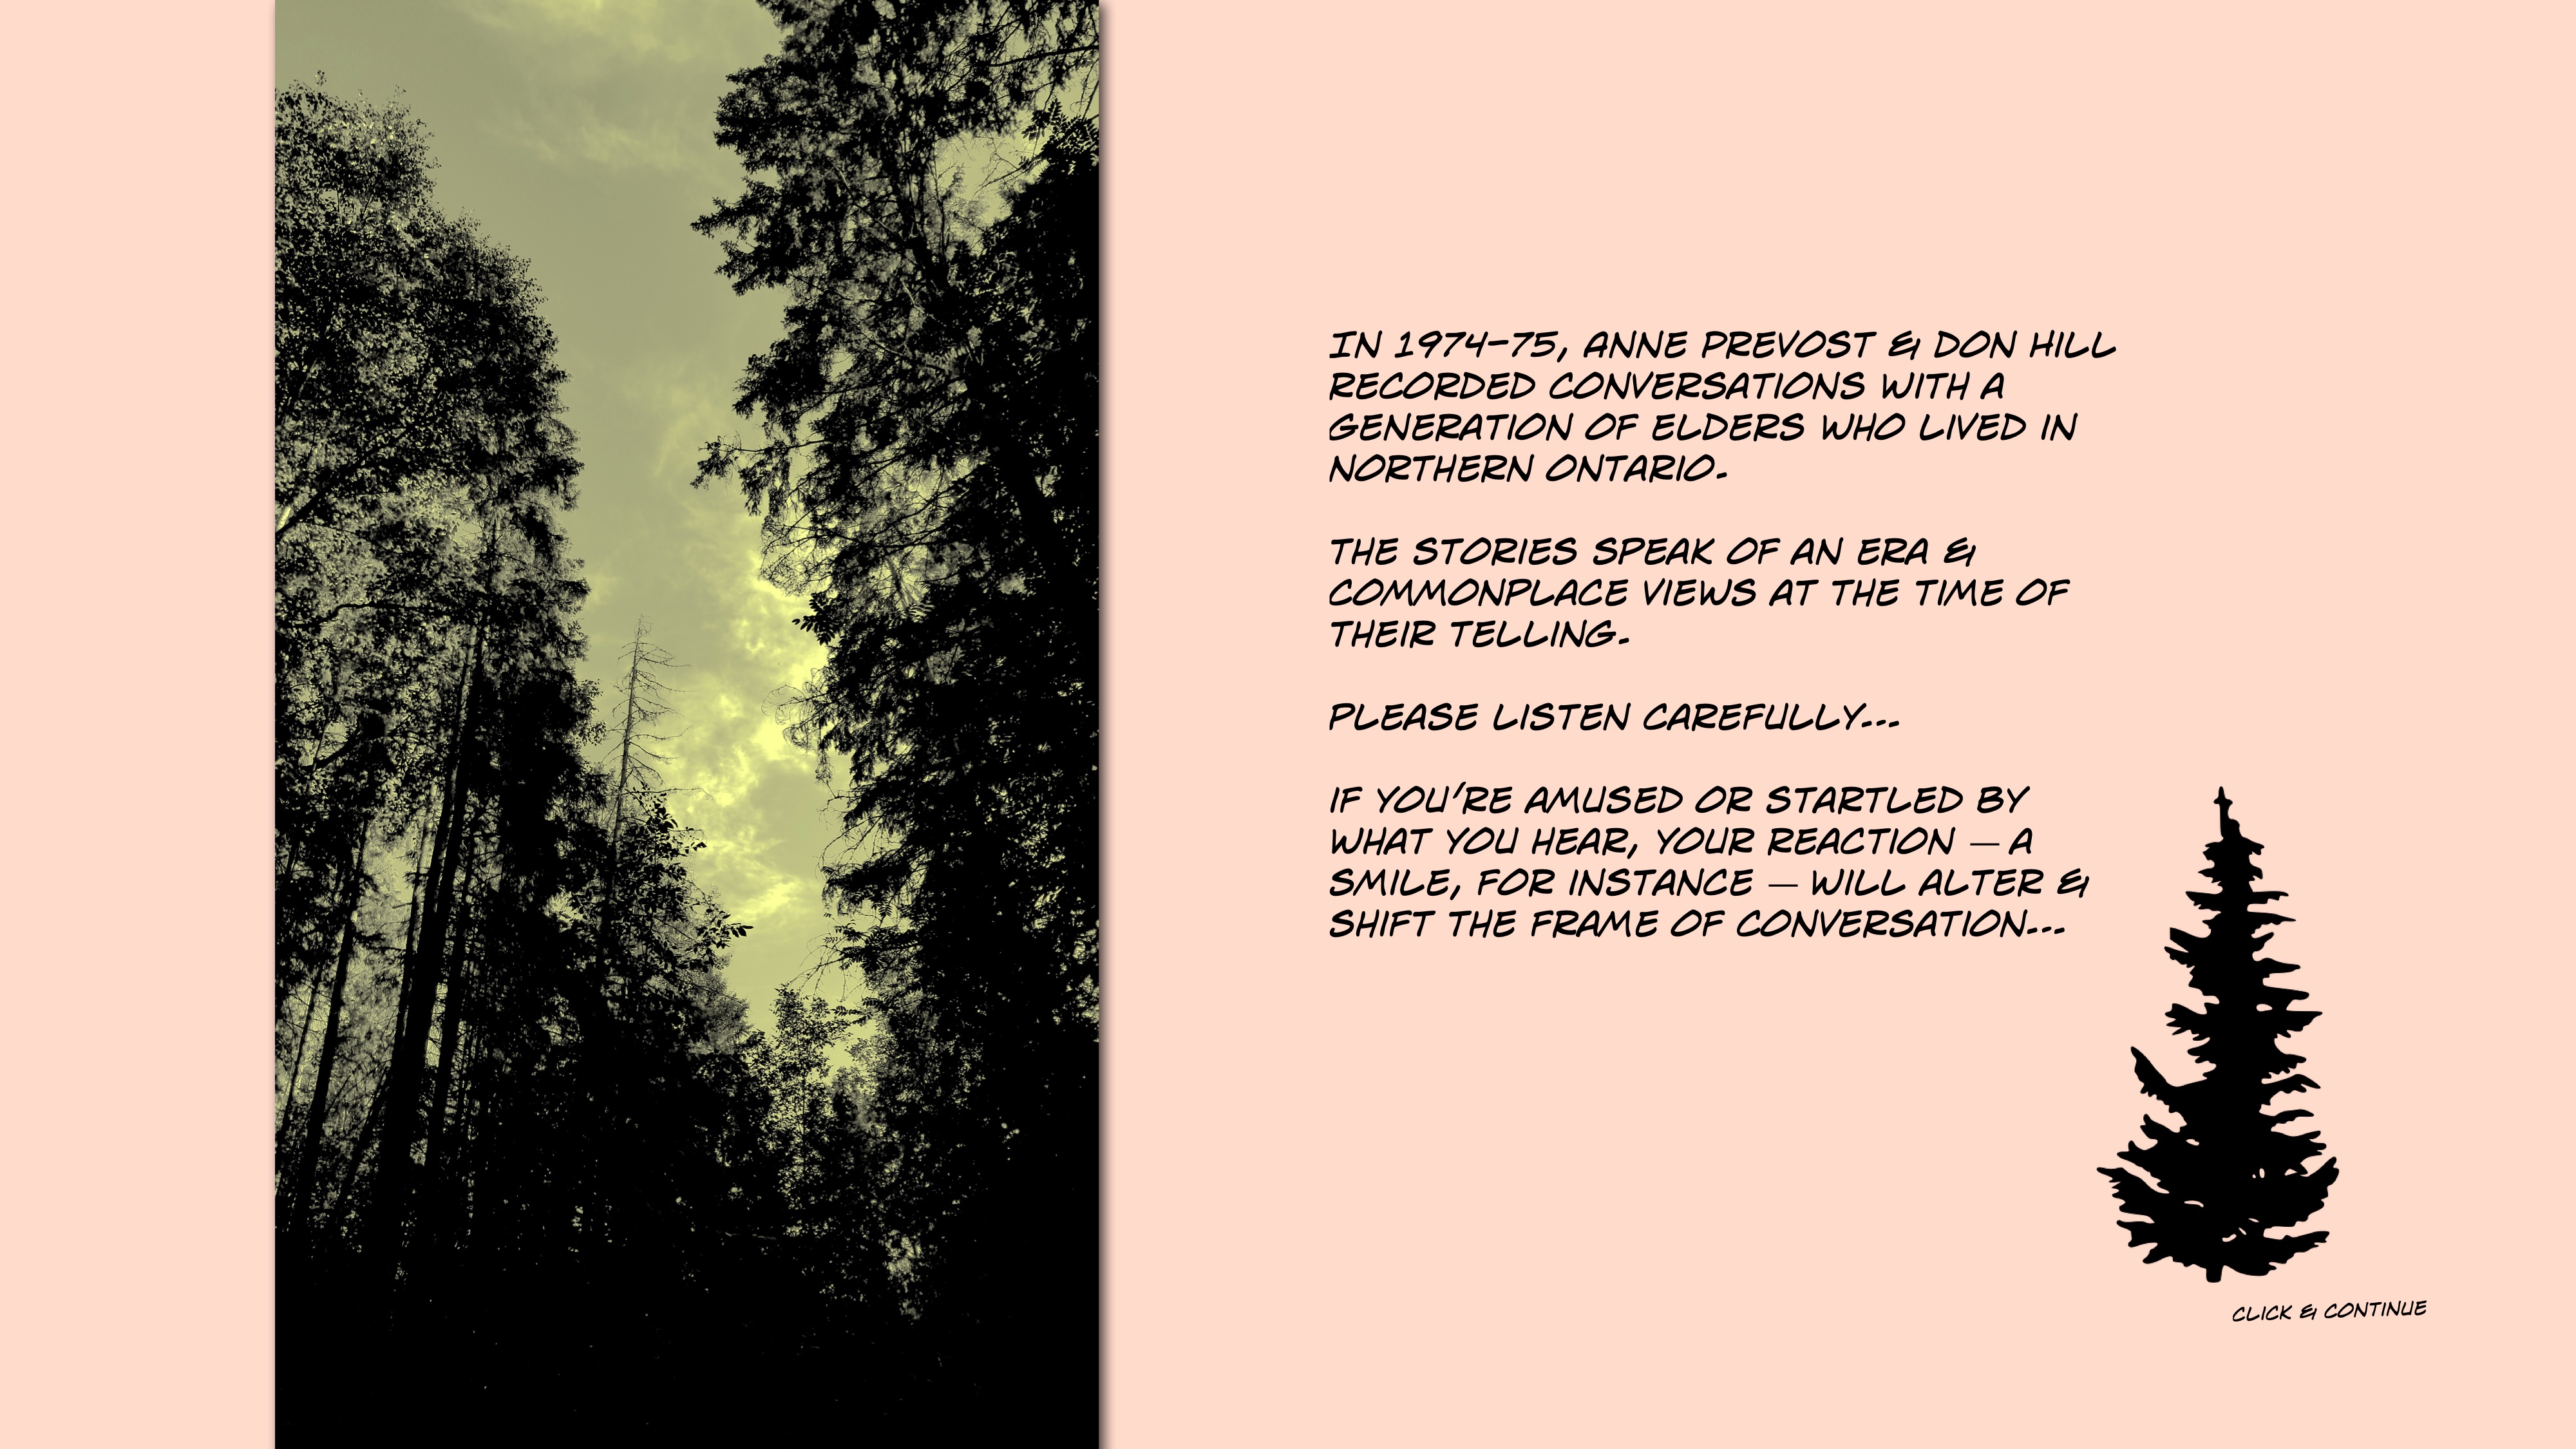 IN 1974-75, ANNE PREVOST & DON HILL
RECORDED CONVERSATIONS WITH A
GENERATION OF ELDERS WHO LIVED IN
NORTHERN ONTARIO.
THE STORIES SPEAK OF AN ERA &
COMMONPLACE VIEWS AT THE TIME OF
THEIR TELLING.
PLEASE LISTEN CAREFULLY...
IF YOU'RE AMUSED OR STARTLED BY
WHAT YOU HEAR, YOUR REACTION — A
SMILE, FOR INSTANCE — WILL ALTER &
SHIFT THE FRAME OF CONVERSATION...
CLICK & CONTINUE